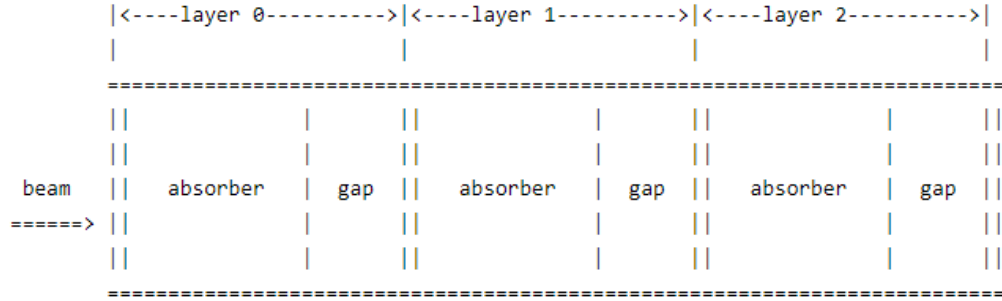 |<----layer 0---------->|<----layer 1---------->|<----layer 2---------->|
|                       |                       |                       |
==========================================================================
||              |       ||              |       ||              |       ||
||              |       ||              |       ||              |       ||
beam   ||   absorber   |  gap  ||   absorber   |  gap  ||   absorber   |  gap  ||
======> ||              |       ||              |       ||              |       ||
||              |       ||              |       ||              |       ||
==========================================================================